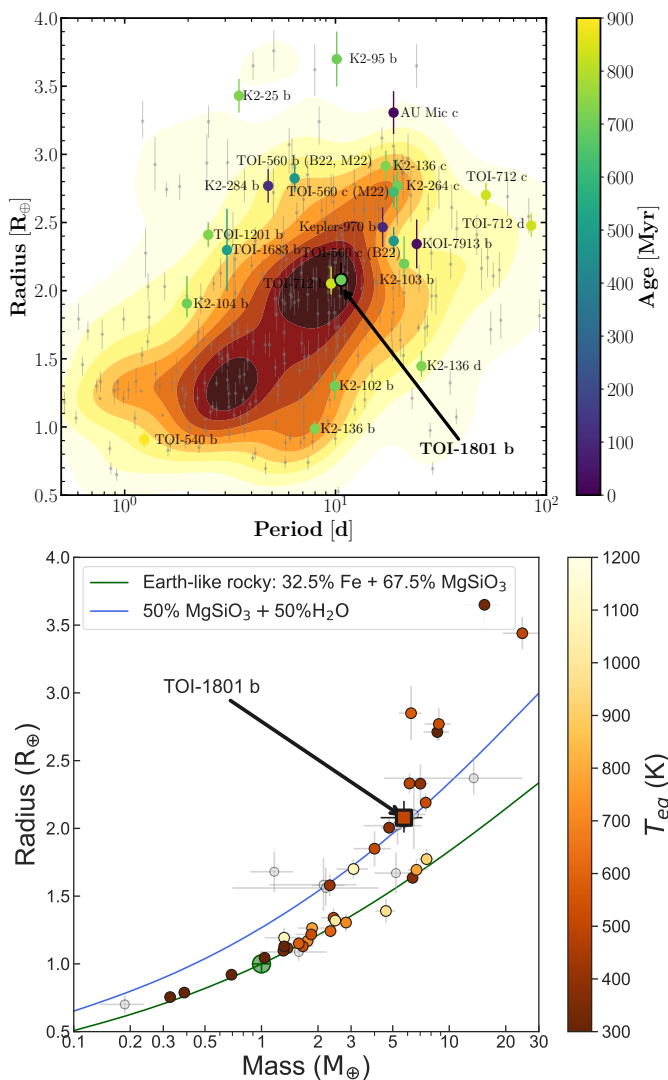 4.0
3.5
3.0
2.5
2.0
1.5
1.0
0.5
Radius [R⊕]
K2-95 b
K2-25 b
AU Mic c
TOI-560 b (B22, M22)
K2-136 c
TOI-712 c
K2-284 b
TOI-560 c (M22)
K2-264 c
TOI-712 d
TOI-1201 b
Kepler-970 b
KOI-7913 b
TOI-1683 b
TOI-560 c (B22)
TOI-712 b
K2-103 b
K2-104 b
K2-136 d
K2-102 b
TOI-540 b
K2-136 b
TOI-1801 b
10⁰
10¹
10²
Period [d]
900
800
700
600
500
400
300
200
100
0
Age [Myr]
4.0
3.5
3.0
2.5
2.0
1.5
1.0
0.5
Radius (R⊕)
Earth-like rocky: 32.5% Fe + 67.5% MgSiO₃
50% MgSiO₃ + 50%H₂O
TOI-1801 b
0.1
0.2
0.3
0.5
1
2
3
5
10
20
30
Mass (M⊕)
1200
1100
1000
900
800
700
600
500
400
300
T_eq (K)